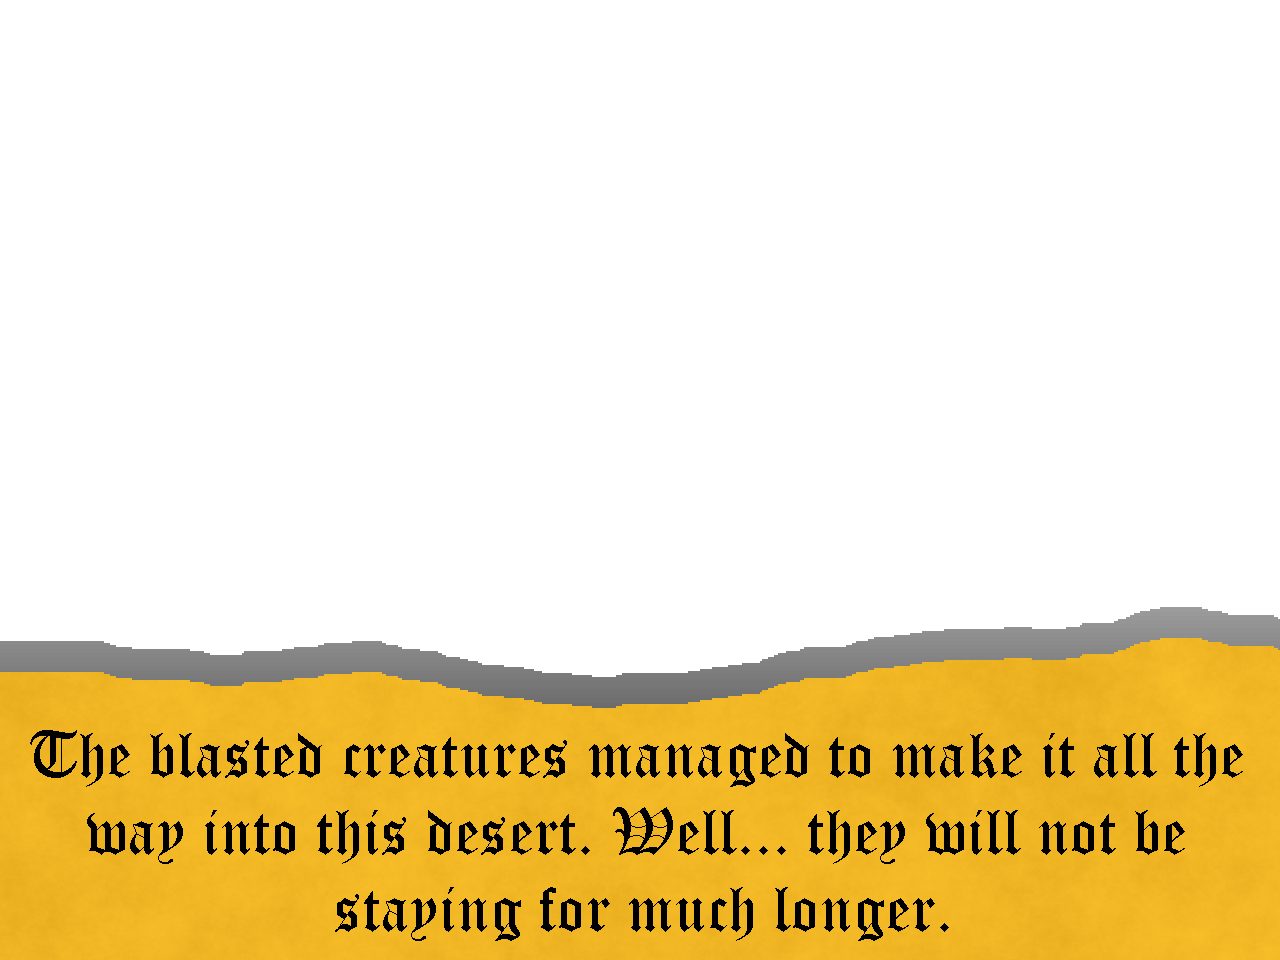 The blasted creatures managed to make it all the
way into this desert. Well... they will not be
staying for much longer.